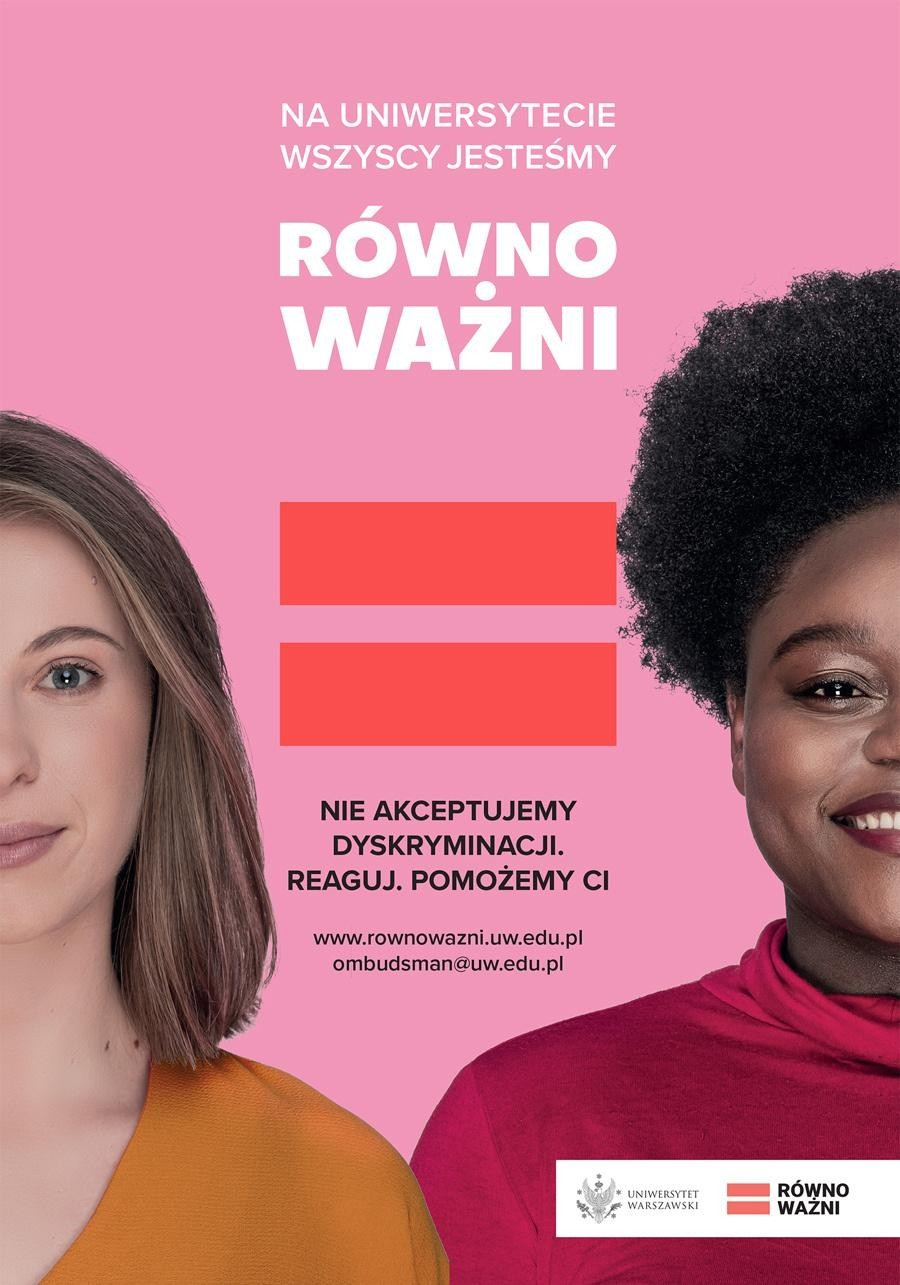 NA UNIWERSYTECIE
WSZYSCY JESTEŚMY
RÓWNO
WAŻNI
NIE AKCEPTUJEMY
DYSKRYMINACJI.
REAGUJ. POMOŻEMY CI
www.rownowazni.uw.edu.pl
ombudsman@uw.edu.pl
UNIWERSYTET
WARSZAWSKI
RÓWNO
WAŻNI